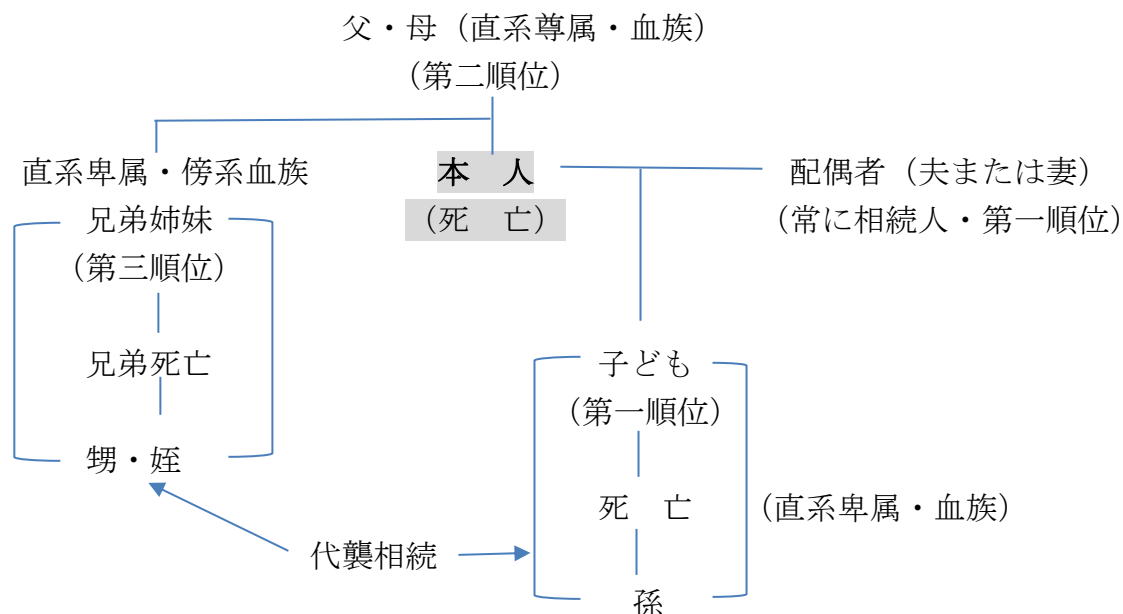 父・母（直系尊属・血族）
（第二順位）
直系卑属・傍系血族
本　人
配偶者（夫または妻）
兄弟姉妹
（死　亡）
（常に相続人・第一順位）
（第三順位）
兄弟死亡
子ども
（第一順位）
甥・姪
死　亡
（直系卑属・血族）
代襲相続
孫